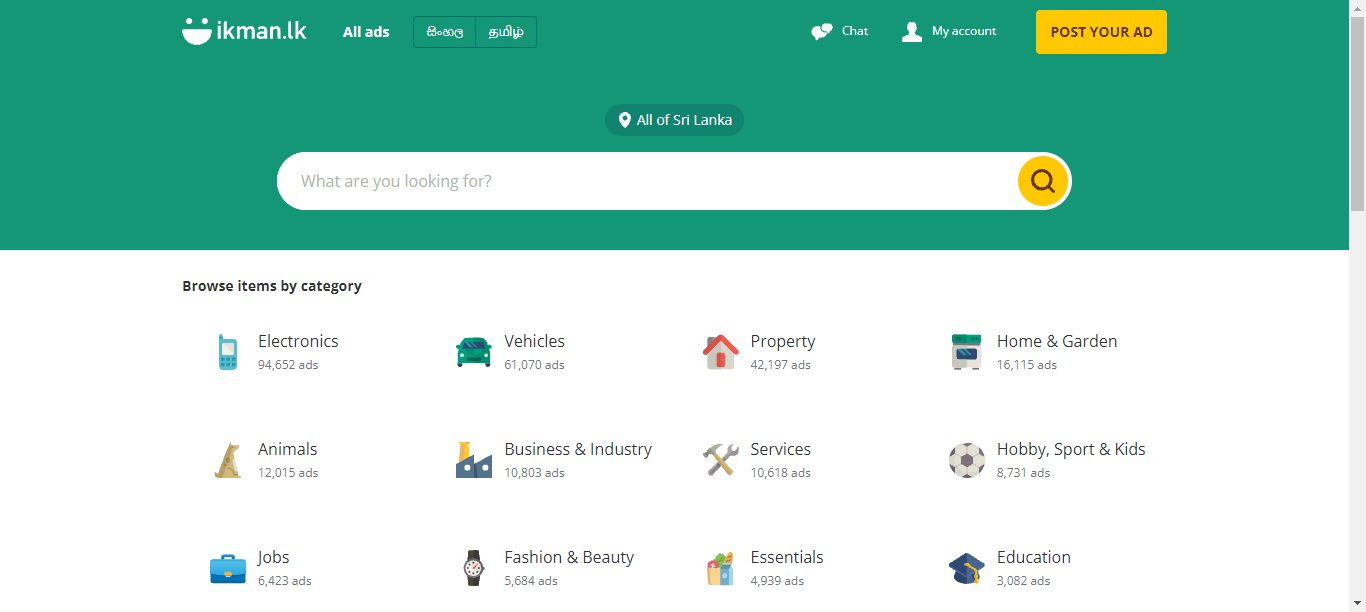 ikman.lk All ads සිංහල தமிழ் Chat My account POST YOUR AD
All of Sri Lanka
What are you looking for?
Browse items by category
Electronics
94,652 ads
Vehicles
61,070 ads
Property
42,197 ads
Home & Garden
16,115 ads
Animals
12,015 ads
Business & Industry
10,803 ads
Services
10,618 ads
Hobby, Sport & Kids
8,731 ads
Jobs
6,423 ads
Fashion & Beauty
5,684 ads
Essentials
4,939 ads
Education
3,082 ads